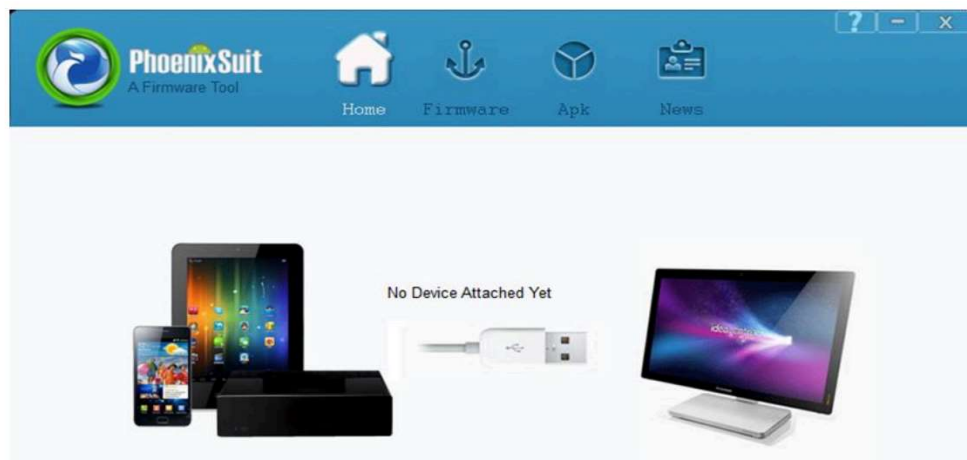 PhoenixSuit
A Firmware Tool
Home
Firmware
Apk
News
? - x
No Device Attached Yet